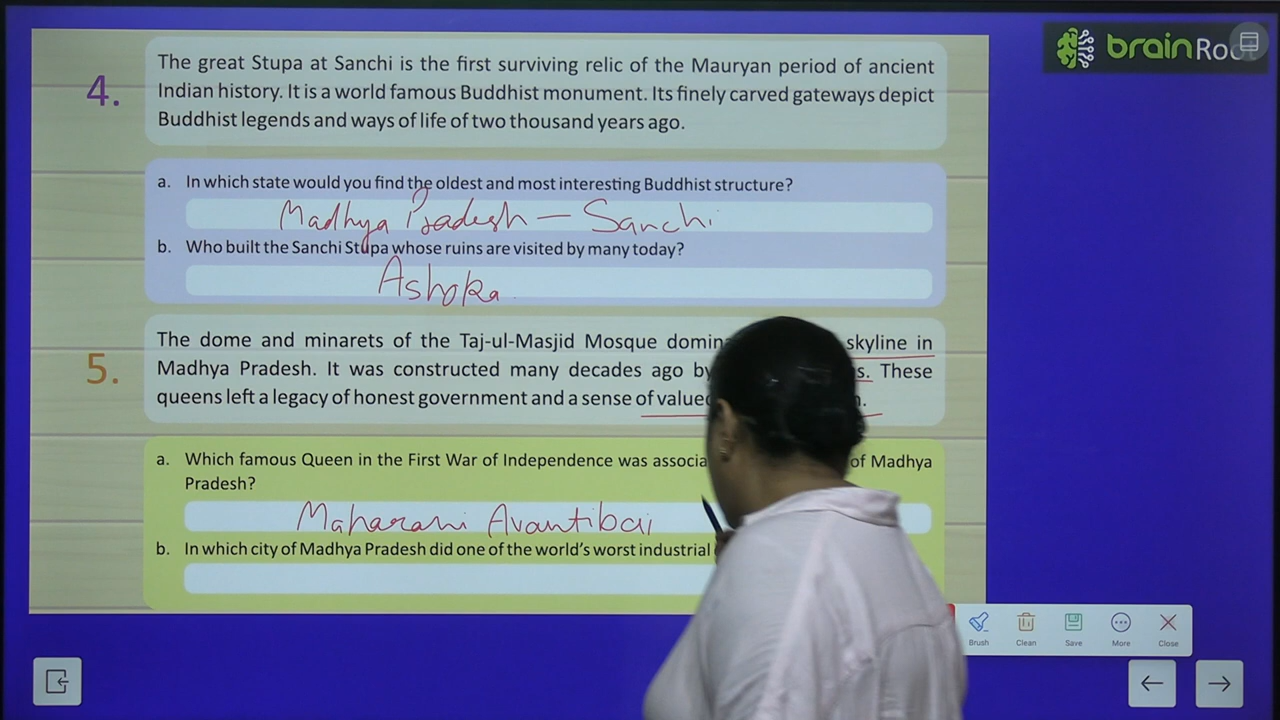 brainRo
4.
The great Stupa at Sanchi is the first surviving relic of the Mauryan period of ancient
Indian history. It is a world famous Buddhist monument. Its finely carved gateways depict
Buddhist legends and ways of life of two thousand years ago.
a. In which state would you find the oldest and most interesting Buddhist structure?
Madhya Pradesh – Sanchi
b. Who built the Sanchi Stupa whose ruins are visited by many today?
Ashoka
5.
The dome and minarets of the Taj-ul-Masjid Mosque domin skyline in
Madhya Pradesh. It was constructed many decades ago by s. These
queens left a legacy of honest government and a sense of valued n.
a. Which famous Queen in the First War of Independence was associa of Madhya
Pradesh?
Maharani Avantibai
b. In which city of Madhya Pradesh did one of the world's worst industrial
Brush Clean Save More Close